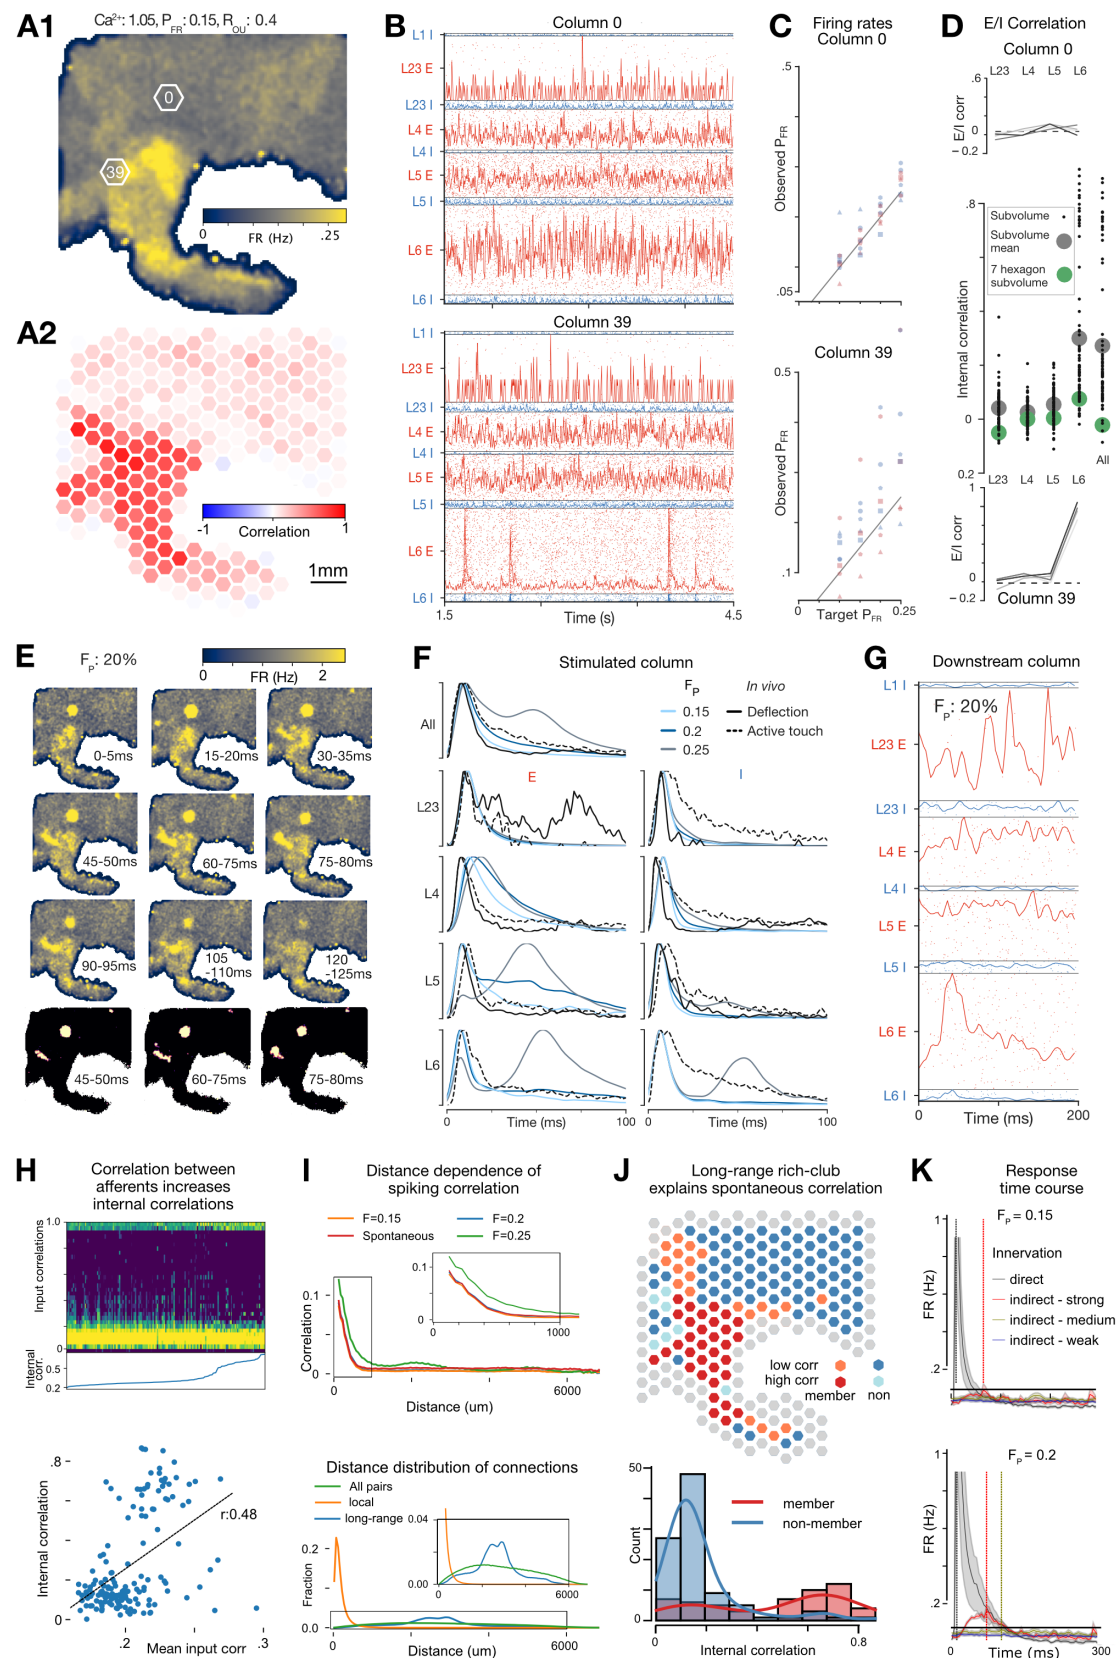 A1
Ca²⁺: 1.05, P_FR: 0.15, R_OU: 0.4
0
39
0 .25
FR (Hz)
A2
-1 1
Correlation
1mm
B
Column 0
L1 I
L23 E
L23 I
L4 E
L4 I
L5 E
L5 I
L6 E
L6 I
Column 39
L1 I
L23 E
L23 I
L4 E
L4 I
L5 E
L5 I
L6 E
L6 I
1.5 4.5
Time (s)
C
Firing rates
Column 0
.5
Observed P_FR
.05
Column 39
0.5
Observed P_FR
.1
0 0.25
Target P_FR
D
E/I Correlation
Column 0
L23 L4 L5 L6
.6
E/I corr
0
−0.2
.8
Subvolume
Subvolume
mean
7 hexagon
subvolume
Internal correlation
0
0.2
All
L23 L4 L5 L6
1
E/I corr
0
−0.2
Column 39
E
F_P: 20%
0 2
FR (Hz)
0-5ms
15-20ms
30-35ms
45-50ms
60-75ms
75-80ms
90-95ms
105
-110ms
120
-125ms
45-50ms
60-75ms
75-80ms
F
Stimulated column
F_P
0.15
0.2
0.25
In vivo
Deflection
Active touch
All
E
I
L23
L4
L5
L6
0 100
Time (ms)
0 100
Time (ms)
G
Downstream column
F_P: 20%
L1 I
L23 E
L23 I
L4 E
L4 I
L5 E
L5 I
L6 E
L6 I
0 200
Time (ms)
H
Correlation between
afferents increases
internal correlations
1.0
Input correlations
0
Internal
corr.
0.5
0.2
.8
Internal correlation
r:0.48
0
.2 .3
Mean input corr
I
Distance dependence of
spiking correlation
F=0.15
Spontaneous
F=0.2
F=0.25
0.1
0
0 1000
0.1
Correlation
0
0 6000
Distance (um)
Distance distribution of connections
All pairs
local
long-range
0.04
0.00
0 6000
0.2
Fraction
0
0 6000
Distance (um)
J
Long-range rich-club
explains spontaneous correlation
low corr
high corr
member non
50
Count
0
member
non-member
0 0.8
Internal correlation
K
Response
time course
F_P = 0.15
1
FR (Hz)
.2
Innervation
direct
indirect - strong
indirect - medium
indirect - weak
F_P = 0.2
1
FR (Hz)
.2
0 300
Time (ms)